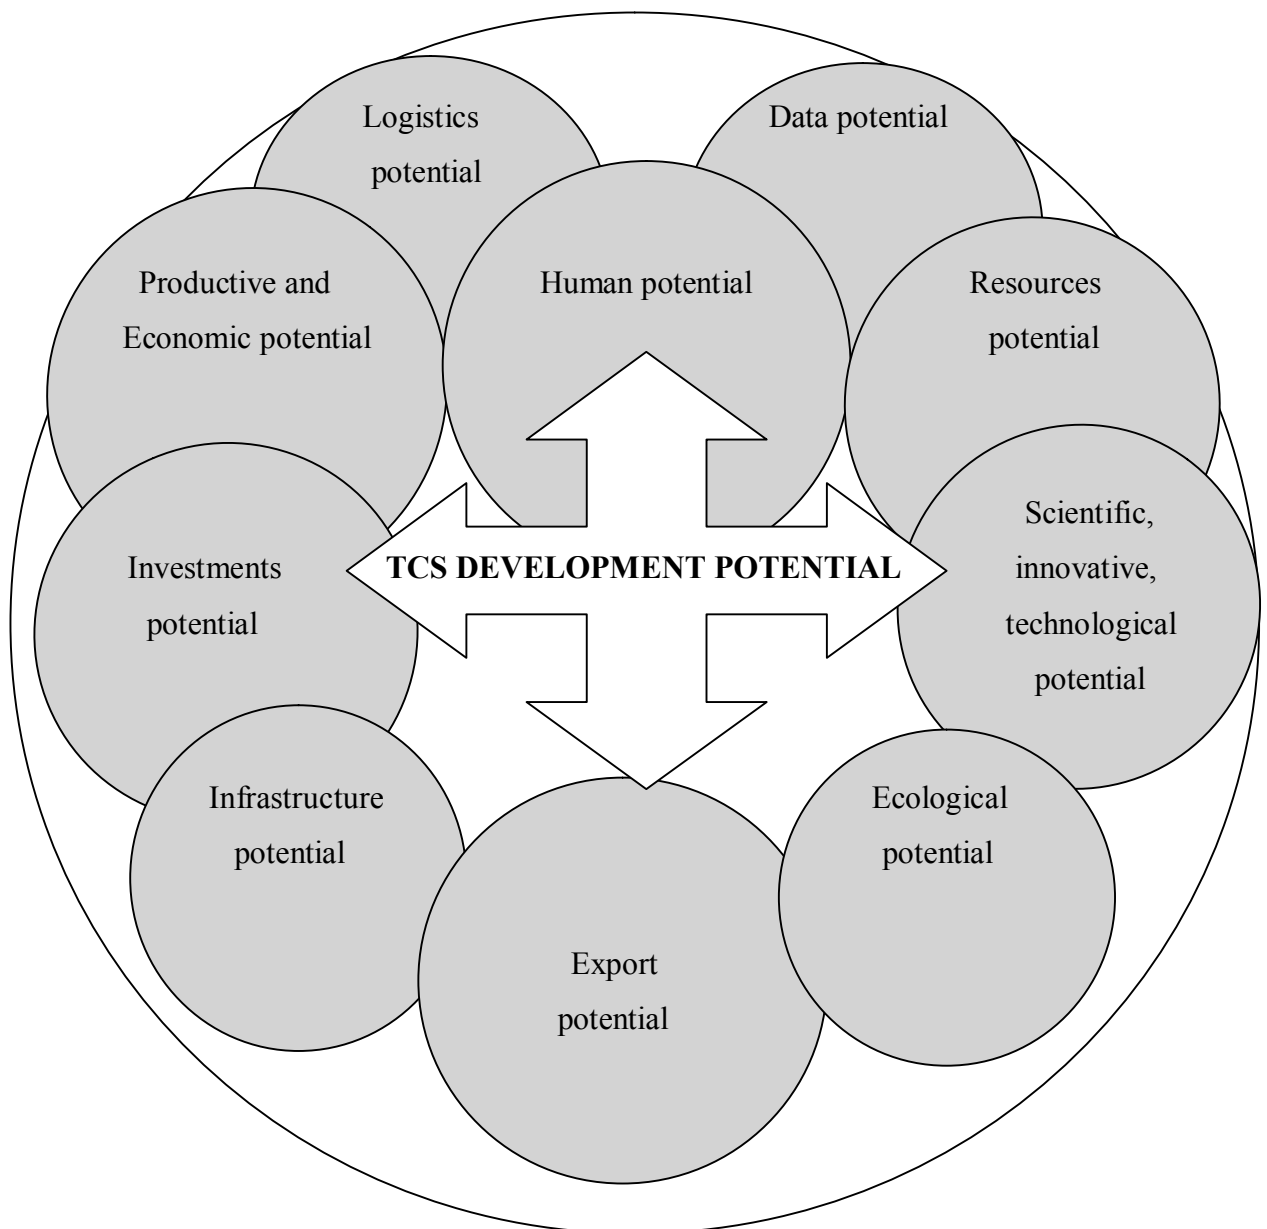 Logistics
potential
Data potential
Productive and
Economic potential
Human potential
Resources
potential
Scientific,
innovative,
technological
potential
TCS DEVELOPMENT POTENTIAL
Investments
potential
Infrastructure
potential
Ecological
potential
Export
potential